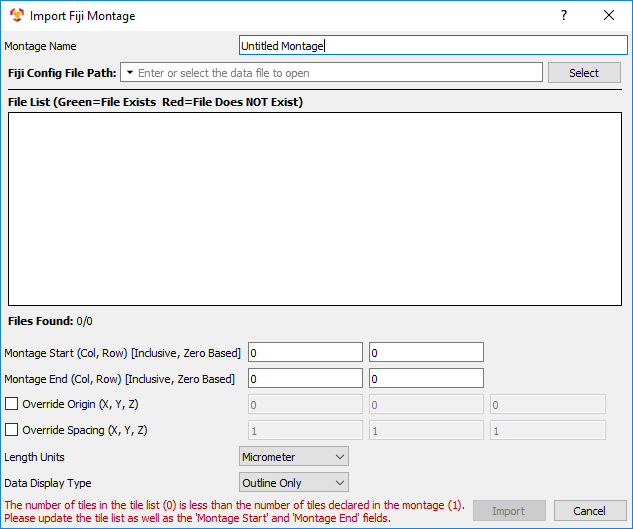 Import Fiji Montage
?
Montage Name
Untitled Montage
Fiji Config File Path:
Enter or select the data file to open
Select
File List (Green=File Exists  Red=File Does NOT Exist)
Files Found: 0/0
Montage Start (Col, Row) [Inclusive, Zero Based]
0
0
Montage End (Col, Row) [Inclusive, Zero Based]
0
0
Override Origin (X, Y, Z)
0
0
0
Override Spacing (X, Y, Z)
1
1
1
Length Units
Micrometer
Data Display Type
Outline Only
The number of tiles in the tile list (0) is less than the number of tiles declared in the montage (1).
Please update the tile list as well as the 'Montage Start' and 'Montage End' fields.
Import
Cancel